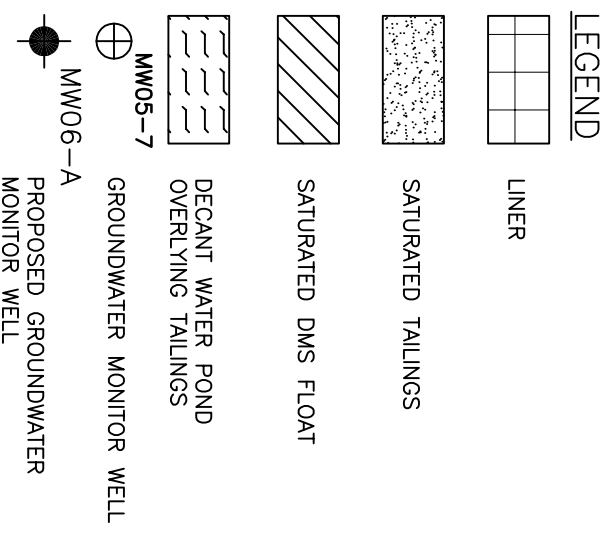 LEGEND
LINER
SATURATED TAILINGS
SATURATED DMS FLOAT
DECANT WATER POND
OVERLYING TAILINGS
MW05-7
GROUNDWATER MONITOR WELL
MW06-A
PROPOSED GROUNDWATER
MONITOR WELL